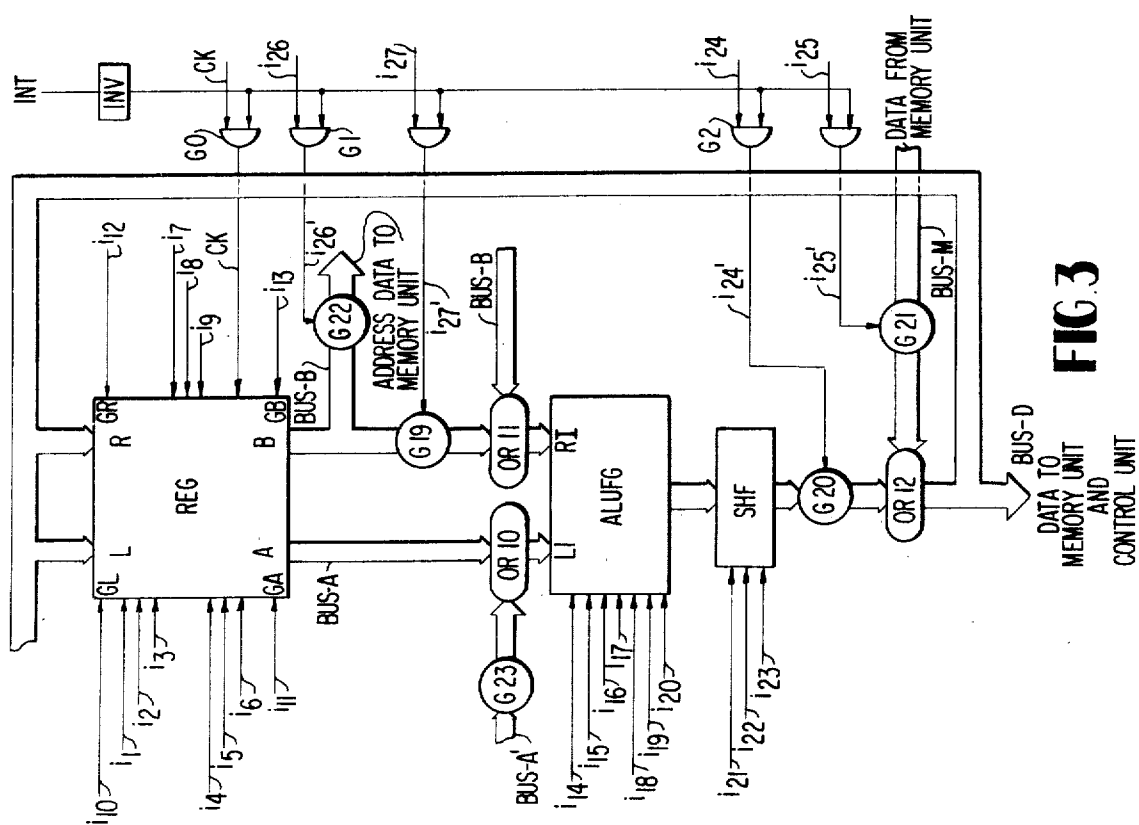 INT
INV
CK
G0
i26
G1
i27
i24
G2
i25
DATA FROM
MEMORY UNIT
i12
i7
i8
i9
CK
i13
i26'
i27'
i24'
i25'
GR
R
GL
L
REG
GB
B
GA
A
i10
i1
i2
i3
i4
i5
i6
i11
BUS-B
G22
ADDRESS DATA TO
MEMORY UNIT
BUS-A
G19
BUS-B
OR 11
OR 10
G23
BUS-A'
RI
LI
ALUFG
i14
i15
i16
i17
i18
i19
i20
SHF
i21
i22
i23
G20
G21
BUS-M
OR 12
BUS-D
DATA TO
MEMORY UNIT
AND
CONTROL UNIT
FIG.3